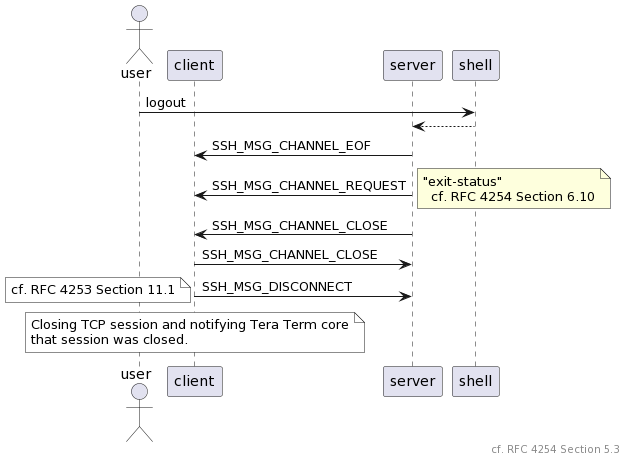 user
client
server
shell
logout
SSH_MSG_CHANNEL_EOF
SSH_MSG_CHANNEL_REQUEST
"exit-status"
cf. RFC 4254 Section 6.10
SSH_MSG_CHANNEL_CLOSE
SSH_MSG_CHANNEL_CLOSE
cf. RFC 4253 Section 11.1
SSH_MSG_DISCONNECT
Closing TCP session and notifying Tera Term core
that session was closed.
user
client
server
shell
cf. RFC 4254 Section 5.3